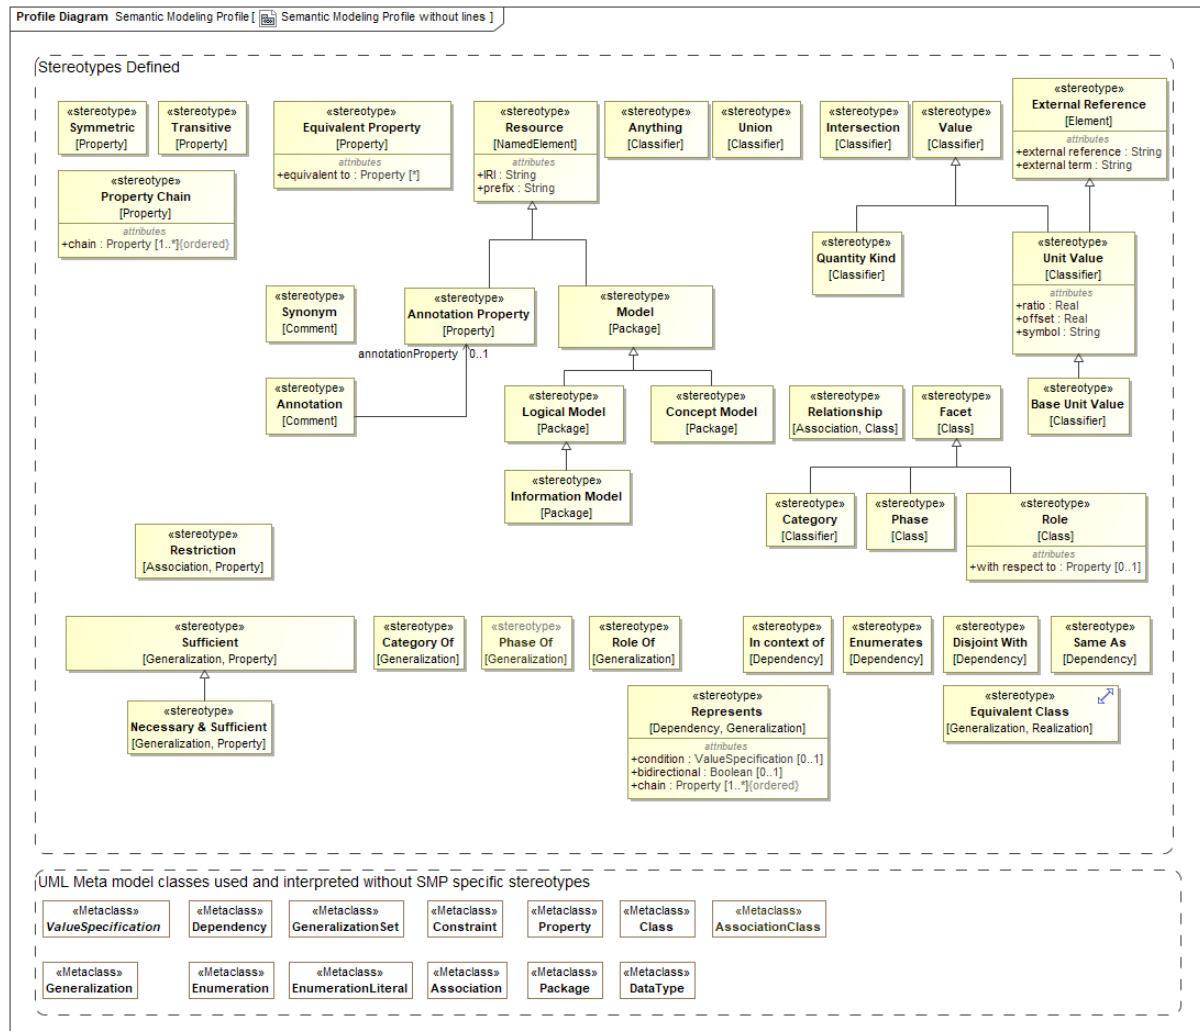 Profile Diagram Semantic Modeling Profile [ Semantic Modeling Profile without lines ]
Stereotypes Defined
«stereotype»
Symmetric
[Property]
«stereotype»
Transitive
[Property]
«stereotype»
Equivalent Property
[Property]
attributes
+equivalent to : Property [*]
«stereotype»
Resource
[NamedElement]
attributes
+IRI : String
+prefix : String
«stereotype»
Anything
[Classifier]
«stereotype»
Union
[Classifier]
«stereotype»
Intersection
[Classifier]
«stereotype»
Value
[Classifier]
«stereotype»
External Reference
[Element]
attributes
+external reference : String
+external term : String
«stereotype»
Property Chain
[Property]
attributes
+chain : Property [1..*]{ordered}
«stereotype»
Quantity Kind
[Classifier]
«stereotype»
Unit Value
[Classifier]
attributes
+ratio : Real
+offset : Real
+symbol : String
«stereotype»
Synonym
[Comment]
«stereotype»
Annotation Property
[Property]
«stereotype»
Model
[Package]
annotationProperty 0..1
«stereotype»
Annotation
[Comment]
«stereotype»
Logical Model
[Package]
«stereotype»
Concept Model
[Package]
«stereotype»
Relationship
[Association, Class]
«stereotype»
Facet
[Class]
«stereotype»
Base Unit Value
[Classifier]
«stereotype»
Information Model
[Package]
«stereotype»
Category
[Classifier]
«stereotype»
Phase
[Class]
«stereotype»
Role
[Class]
attributes
+with respect to : Property [0..1]
«stereotype»
Restriction
[Association, Property]
«stereotype»
Sufficient
[Generalization, Property]
«stereotype»
Category Of
[Generalization]
«stereotype»
Phase Of
[Generalization]
«stereotype»
Role Of
[Generalization]
«stereotype»
In context of
[Dependency]
«stereotype»
Enumerates
[Dependency]
«stereotype»
Disjoint With
[Dependency]
«stereotype»
Same As
[Dependency]
«stereotype»
Necessary & Sufficient
[Generalization, Property]
«stereotype»
Represents
[Dependency, Generalization]
attributes
+condition : ValueSpecification [0..1]
+bidirectional : Boolean [0..1]
+chain : Property [1..*]{ordered}
«stereotype»
Equivalent Class
[Generalization, Realization]
UML Meta model classes used and interpreted without SMP specific stereotypes
«Metaclass»
ValueSpecification
«Metaclass»
Dependency
«Metaclass»
GeneralizationSet
«Metaclass»
Constraint
«Metaclass»
Property
«Metaclass»
Class
«Metaclass»
AssociationClass
«Metaclass»
Generalization
«Metaclass»
Enumeration
«Metaclass»
EnumerationLiteral
«Metaclass»
Association
«Metaclass»
Package
«Metaclass»
DataType